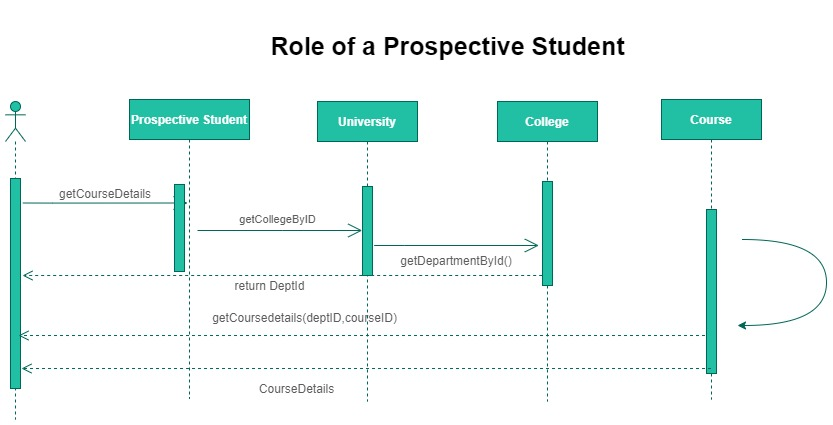 Role of a Prospective Student
Prospective Student
University
College
Course
getCourseDetails
getCollegeByID
getDepartmentById()
return DeptId
getCoursedetails(deptID,courseID)
CourseDetails